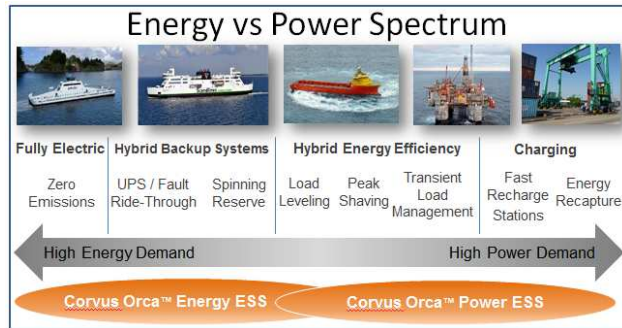 Energy vs Power Spectrum
Fully Electric
Hybrid Backup Systems
Hybrid Energy Efficiency
Charging
Zero
Emissions
UPS / Fault
Ride-Through
Spinning
Reserve
Load
Leveling
Peak
Shaving
Transient
Load
Management
Fast
Recharge
Stations
Energy
Recapture
High Energy Demand
High Power Demand
Corvus Orca™ Energy ESS
Corvus Orca™ Power ESS